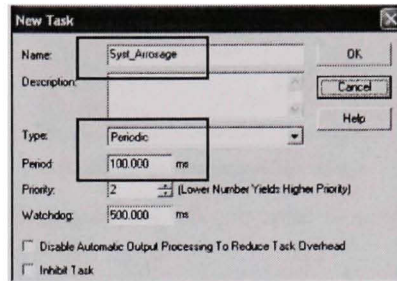 New Task
Name: Syst_Arrosage OK
Description: Cancel
Help
Type: Periodic
Period: 100.000 ms
Priority: 2 (Lower Number Yields Higher Priority)
Watchdog: 500.000 ms
Disable Automatic Output Processing To Reduce Task Overhead
Inhibit Task